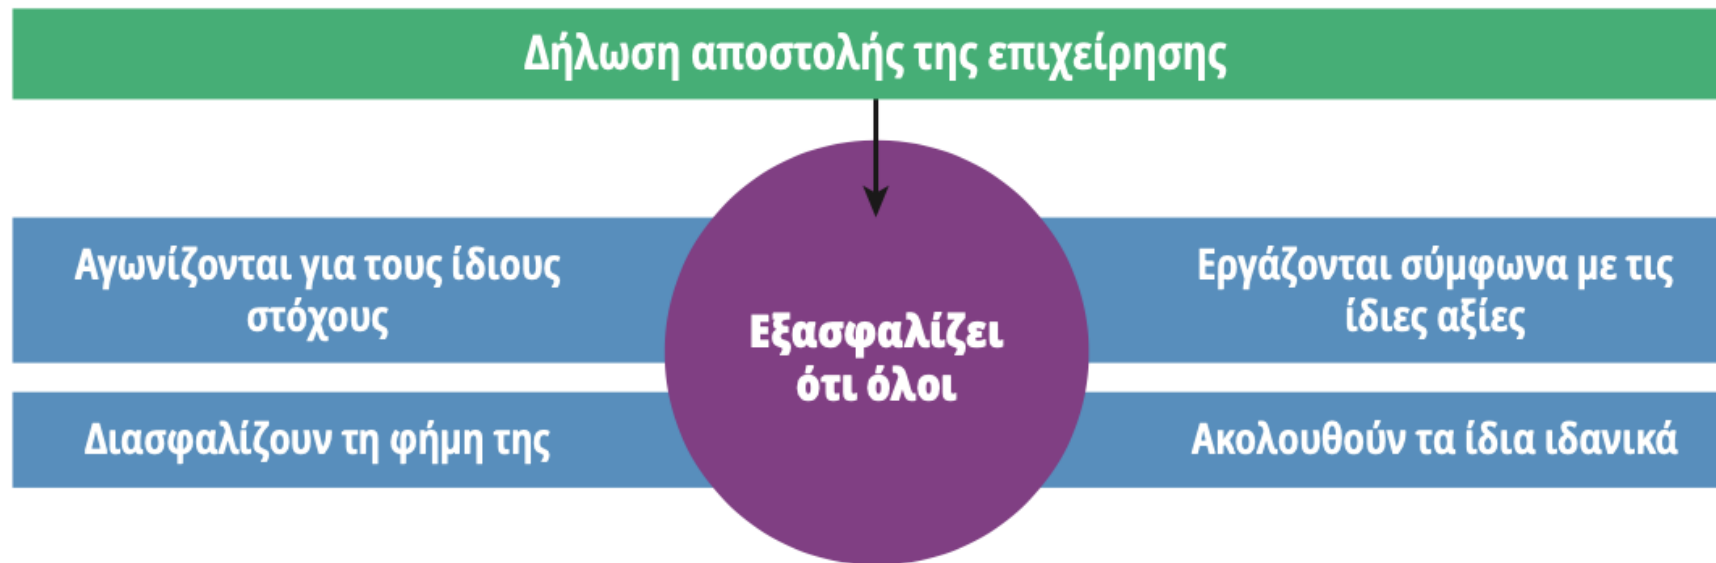 Δήλωση αποστολής της επιχείρησης
Αγωνίζονται για τους ίδιους
στόχους
Εργάζονται σύμφωνα με τις
ίδιες αξίες
Εξασφαλίζει
ότι όλοι
Διασφαλίζουν τη φήμη της
Ακολουθούν τα ίδια ιδανικά